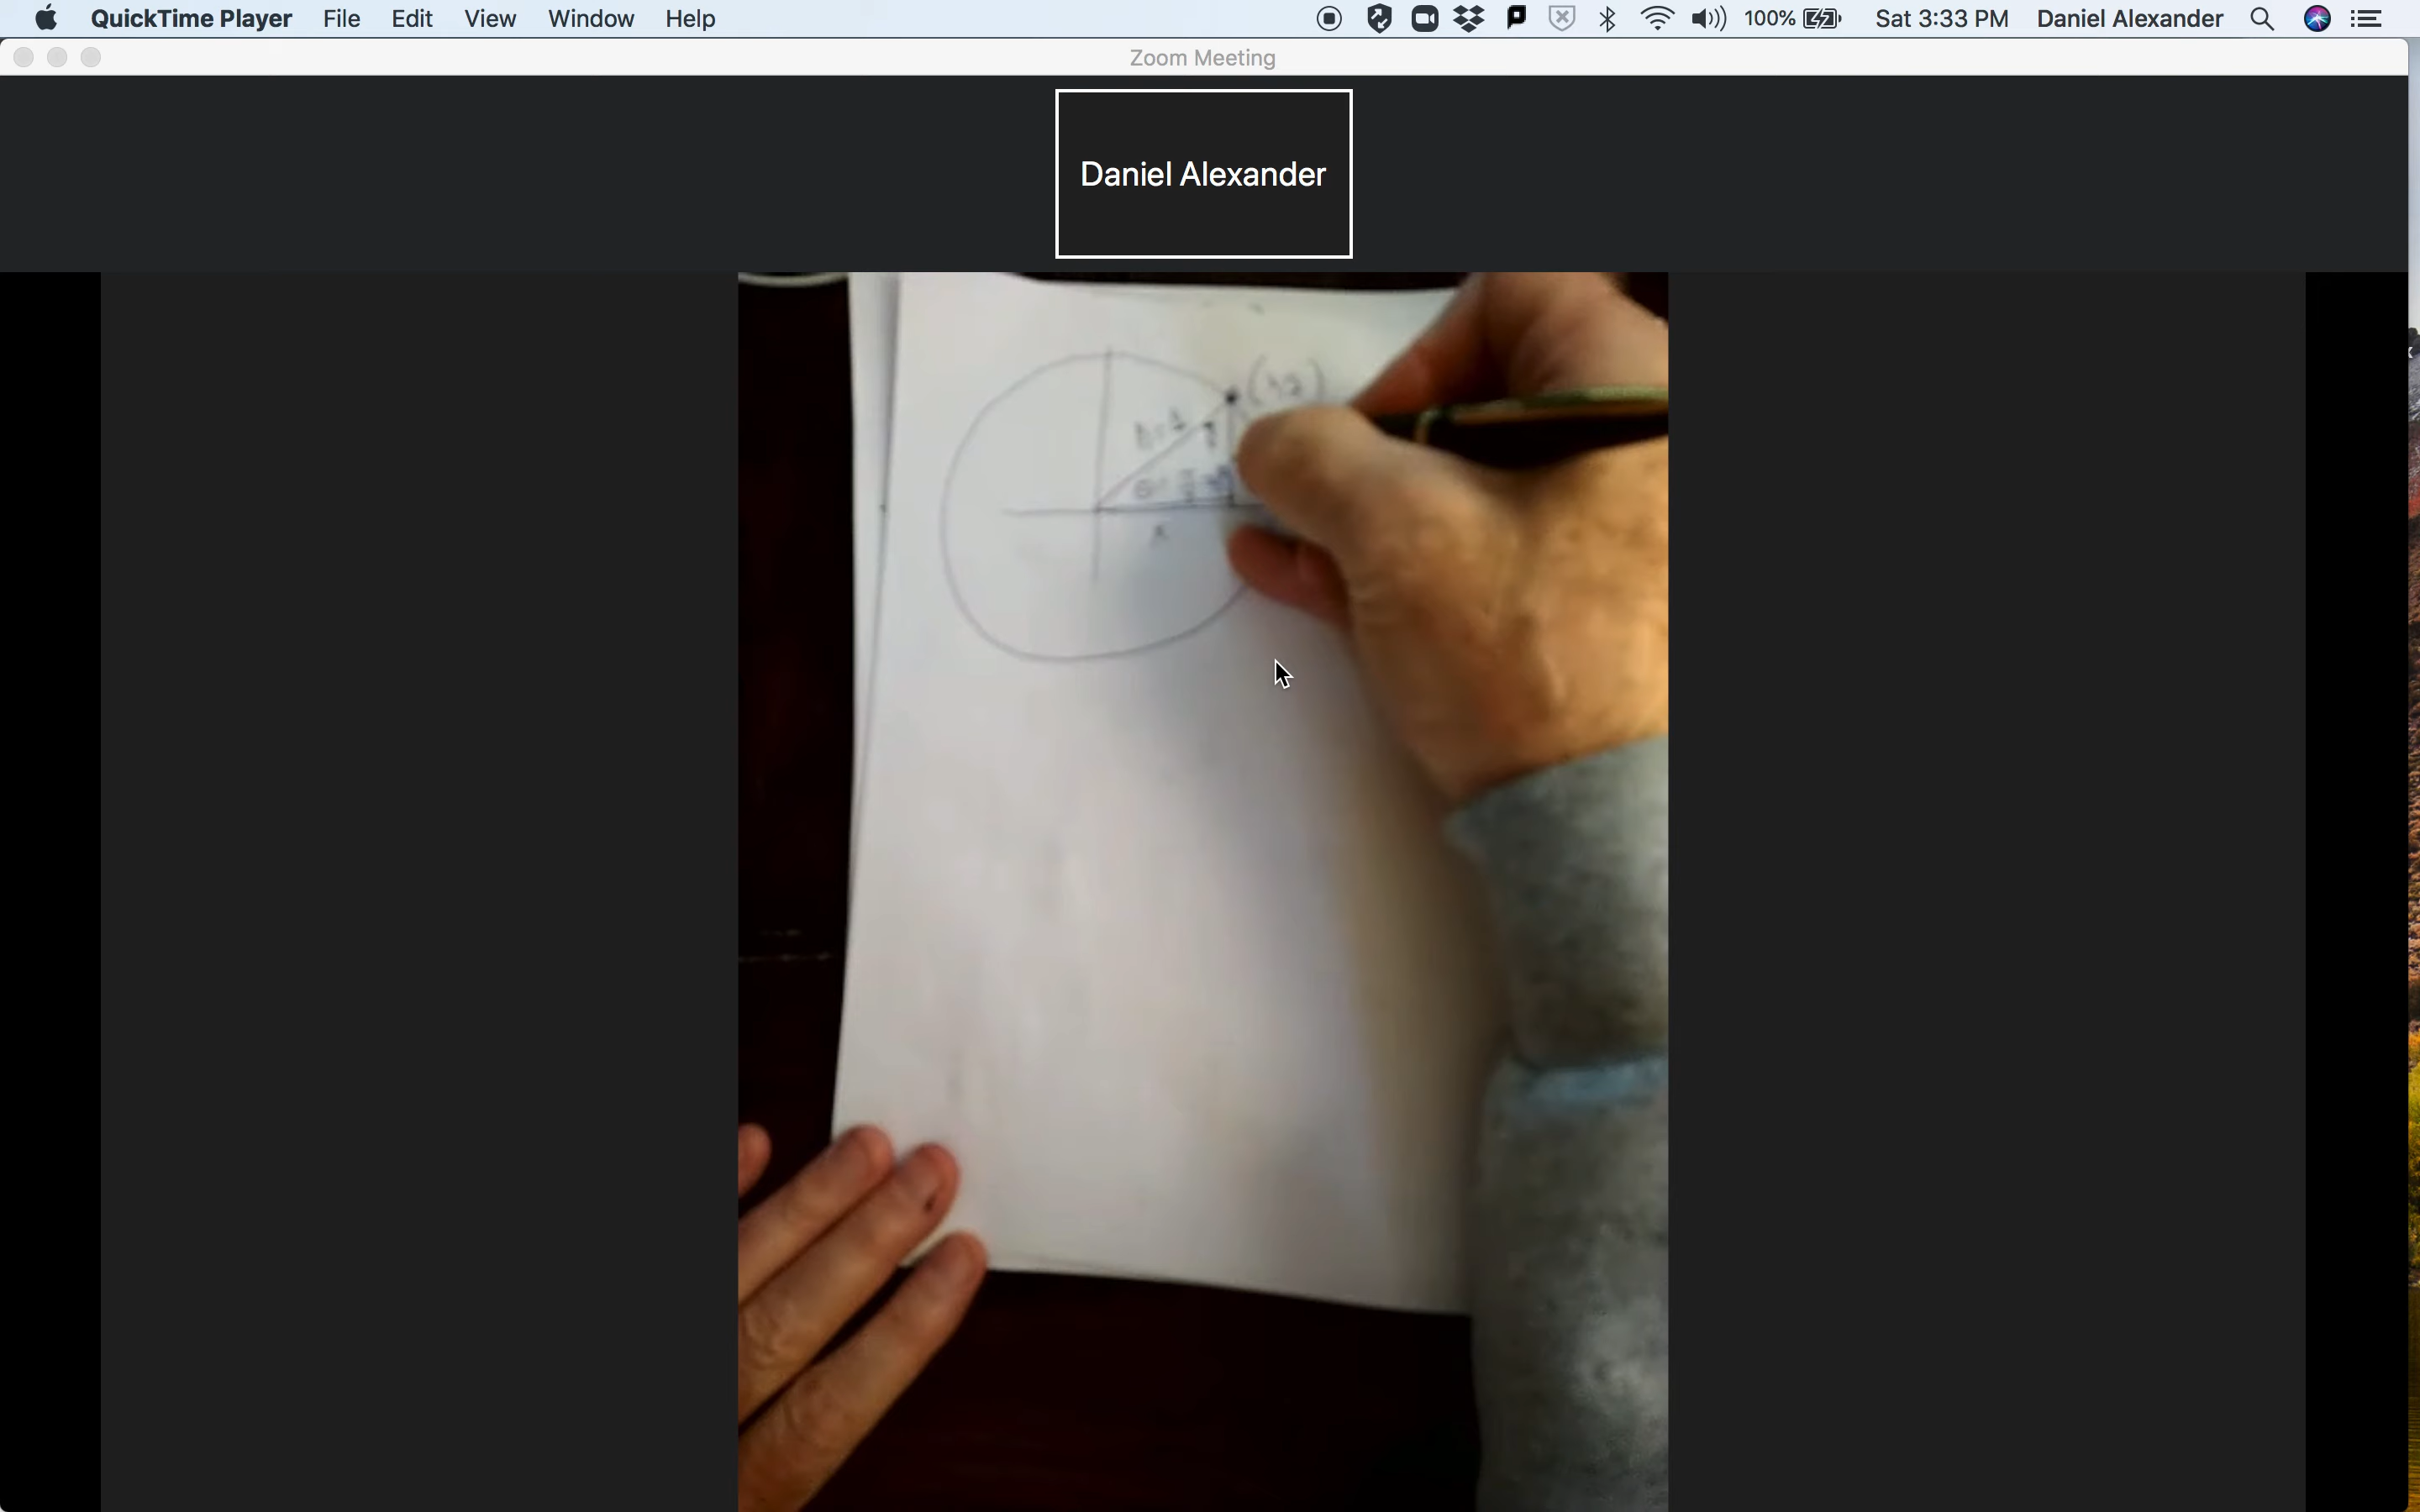 QuickTime Player File Edit View Window Help 100% Sat 3:33 PM Daniel Alexander
Zoom Meeting
Daniel Alexander
x